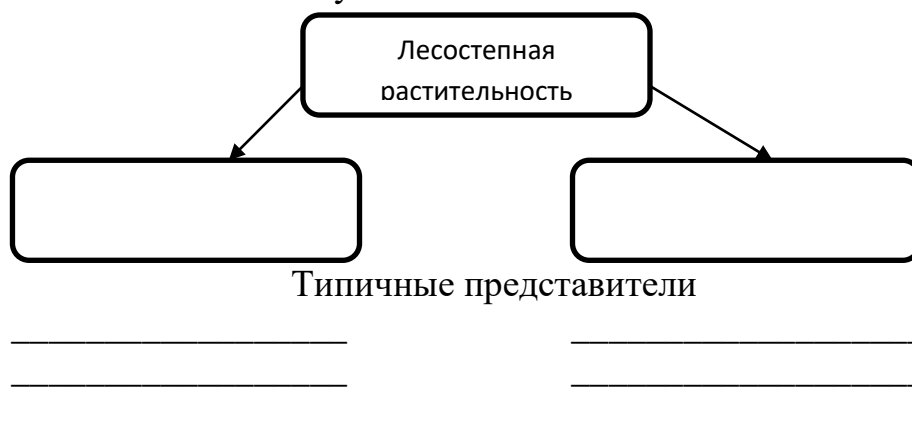 Лесостепная
растительность
Типичные представители